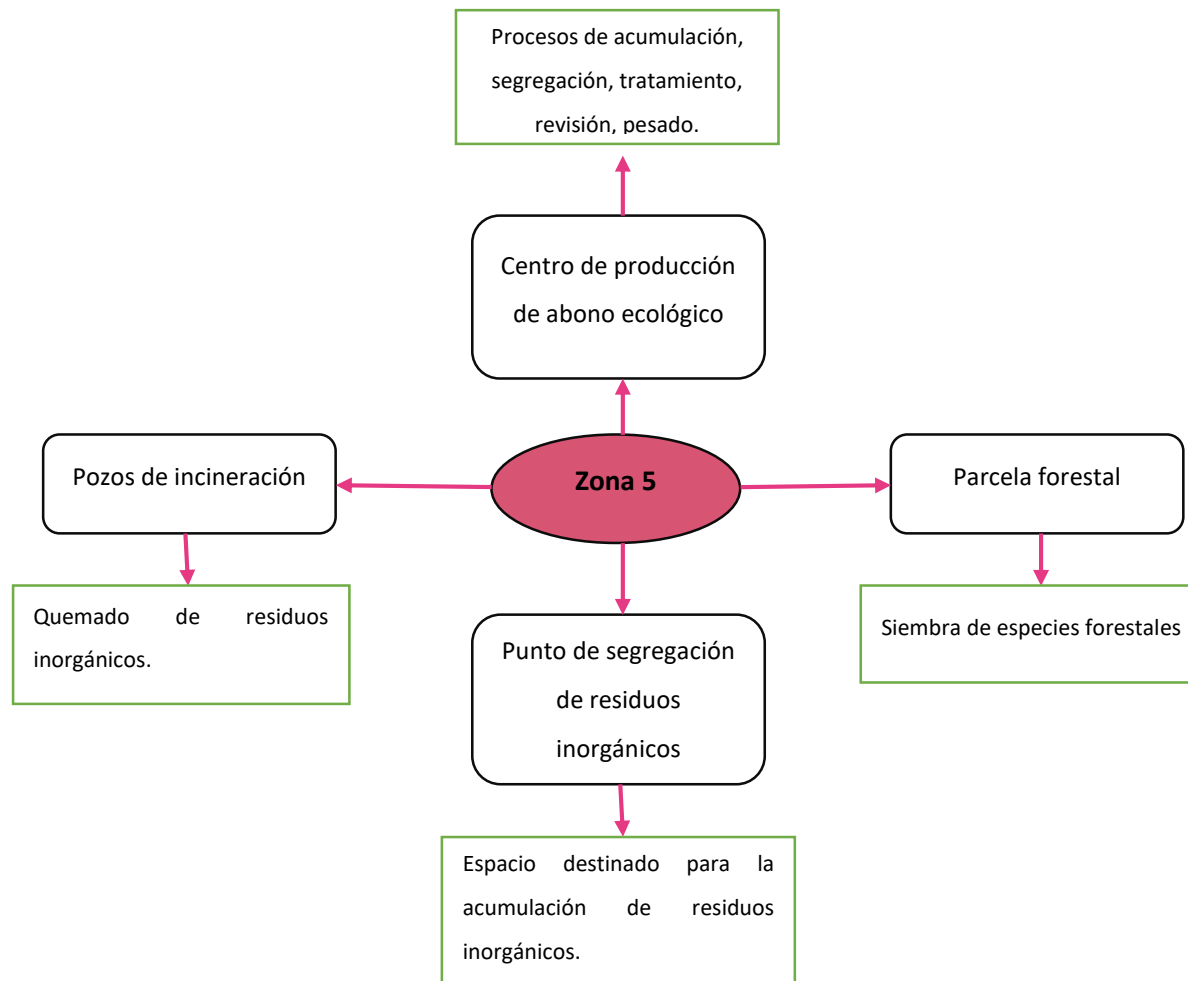 Procesos de acumulación,
segregación, tratamiento,
revisión, pesado.
Centro de producción
de abono ecológico
Pozos de incineración
Zona 5
Parcela forestal
Quemado de residuos
inorgánicos.
Punto de segregación
de residuos
inorgánicos
Siembra de especies forestales
Espacio destinado para la
acumulación de residuos
inorgánicos.